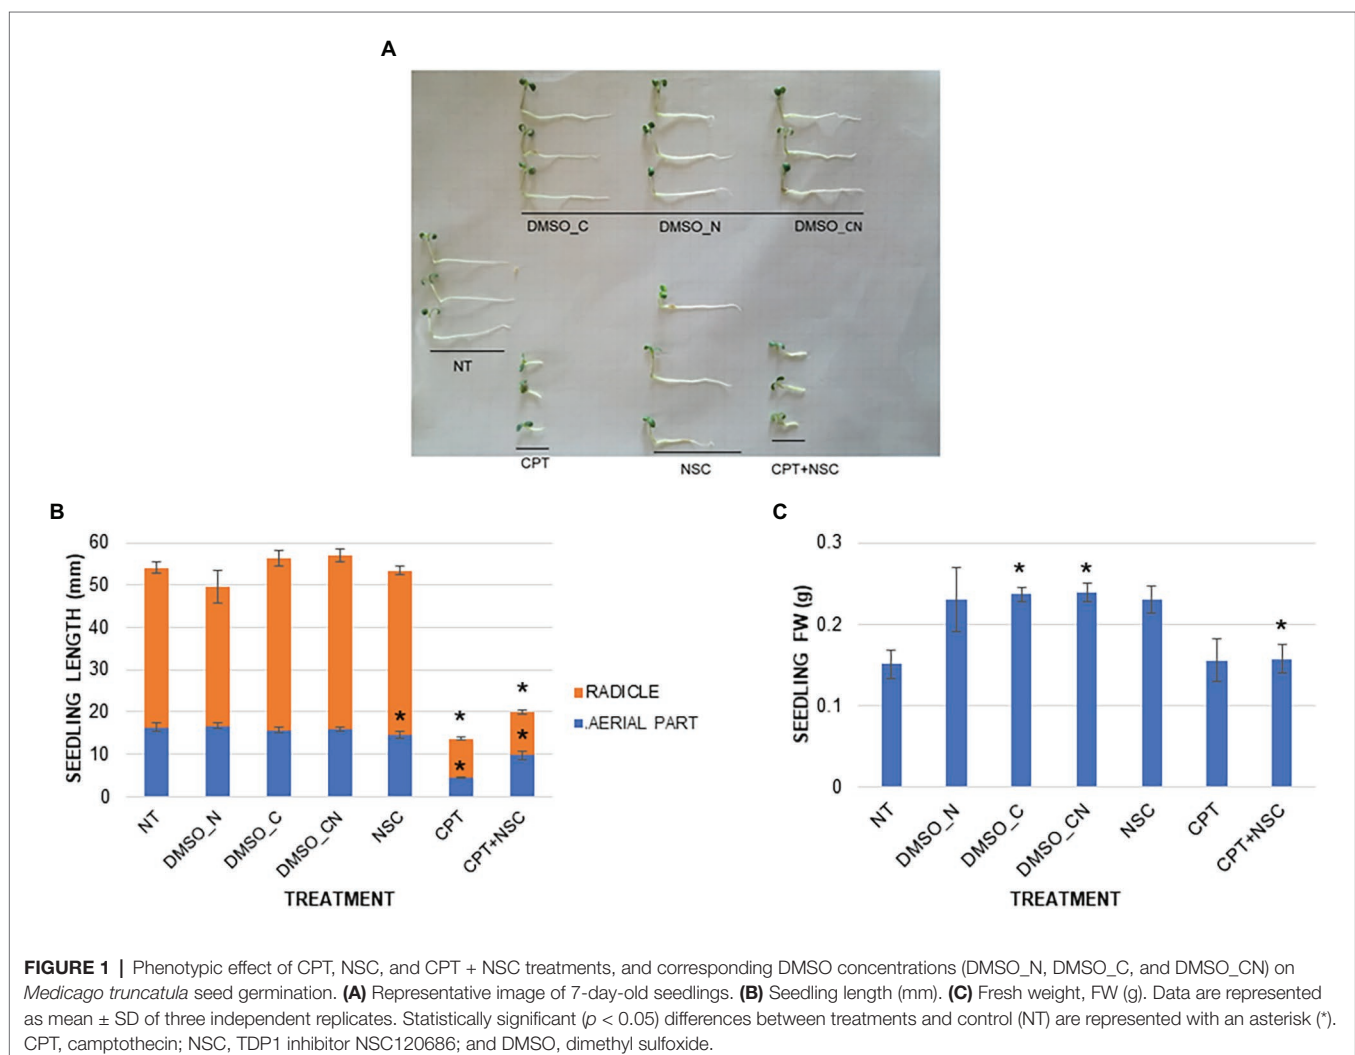 A
DMSO_C DMSO_N DMSO_CN
NT
CPT NSC CPT+NSC
B
60
50
40
30
20
10
0
SEEDLING LENGTH (mm)
* * * * *
NT DMSO_N DMSO_C DMSO_CN NSC CPT CPT+NSC
TREATMENT
RADICLE
.AERIAL PART
C
0.3
0.2
0.1
0
SEEDLING FW (g)
* * *
NT DMSO_N DMSO_C DMSO_CN NSC CPT CPT+NSC
TREATMENT
FIGURE 1 | Phenotypic effect of CPT, NSC, and CPT + NSC treatments, and corresponding DMSO concentrations (DMSO_N, DMSO_C, and DMSO_CN) on
Medicago truncatula seed germination. (A) Representative image of 7-day-old seedlings. (B) Seedling length (mm). (C) Fresh weight, FW (g). Data are represented
as mean ± SD of three independent replicates. Statistically significant (p < 0.05) differences between treatments and control (NT) are represented with an asterisk (*).
CPT, camptothecin; NSC, TDP1 inhibitor NSC120686; and DMSO, dimethyl sulfoxide.